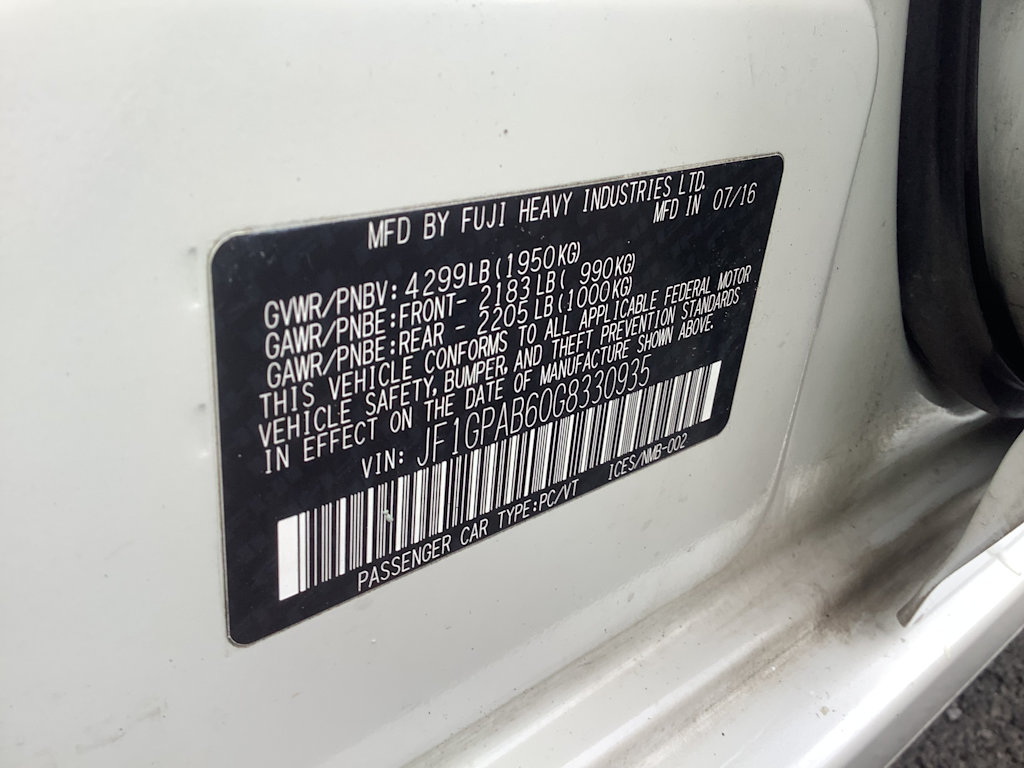 MFD BY FUJI HEAVY INDUSTRIES LTD.
MFD IN 07/16
GVWR/PNBV: 4299LB (1950KG)
GAWR/PNBE:FRONT- 2183LB ( 990KG)
GAWR/PNBE:REAR - 2205LB (1000KG)
THIS VEHICLE CONFORMS TO ALL APPLICABLE FEDERAL MOTOR
VEHICLE SAFETY, BUMPER, AND THEFT PREVENTION STANDARDS
IN EFFECT ON THE DATE OF MANUFACTURE SHOWN ABOVE.
VIN: JF1GPAB60G8330935
PASSENGER CAR TYPE:PC/VT ICES/NMB-002